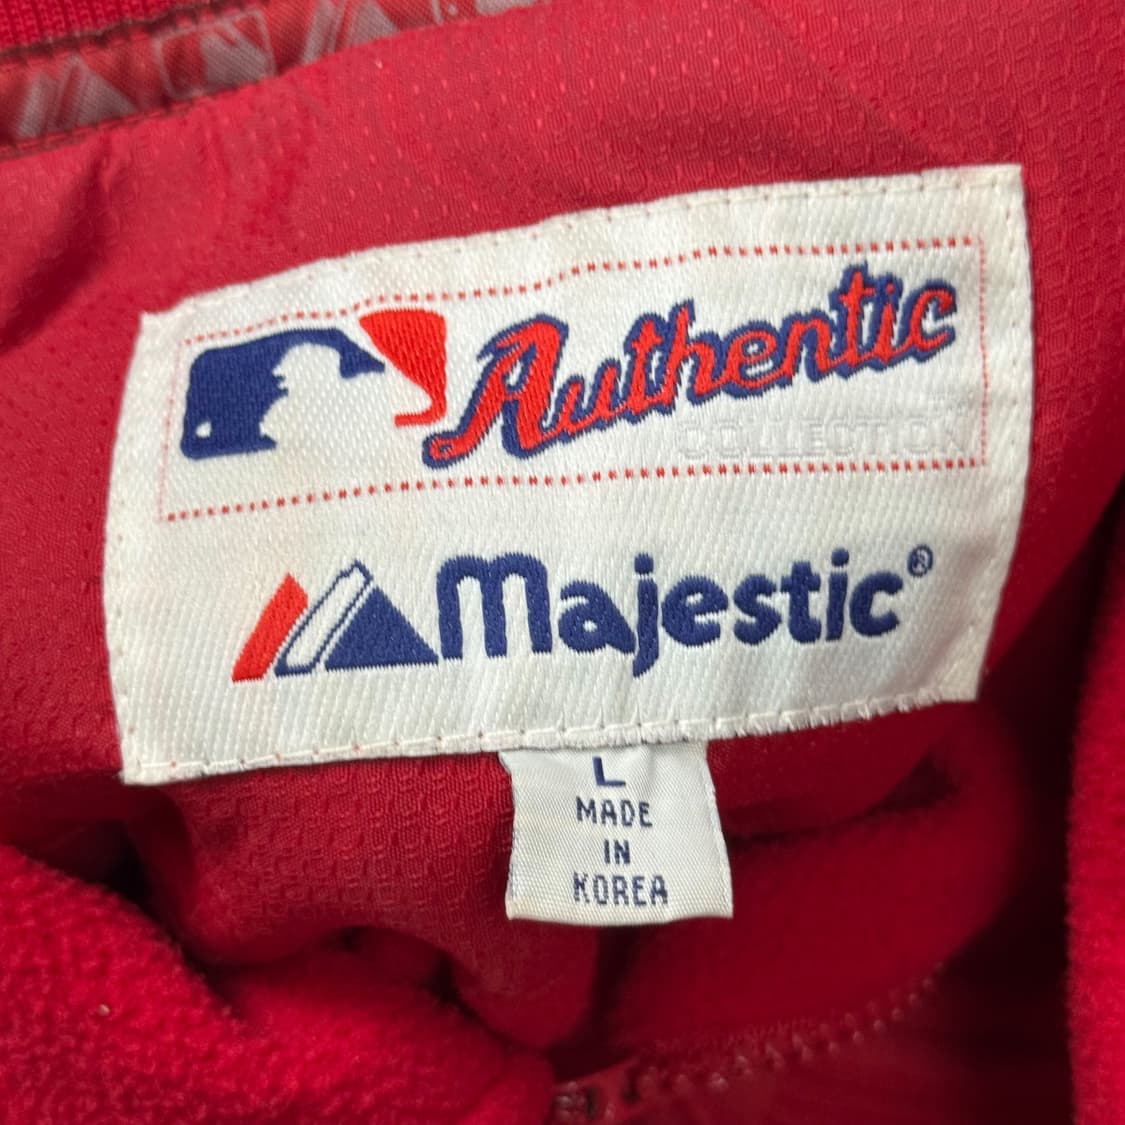 Authentic
COLLECTION
Majestic®
L
MADE
IN
KOREA